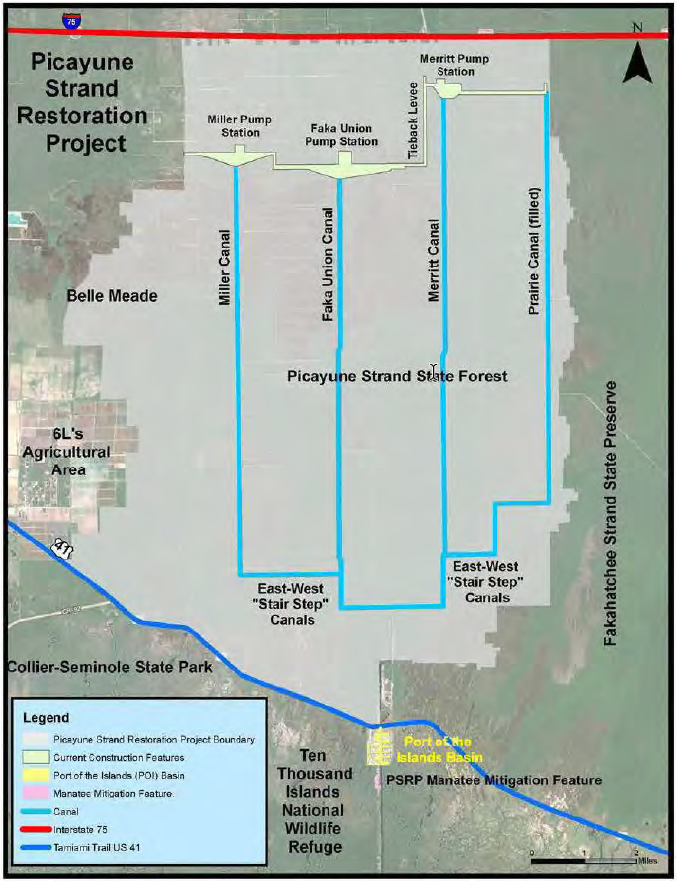 75
N
Picayune
Strand
Restoration
Project
Merritt Pump
Station
Miller Pump
Station
Faka Union
Pump Station
Tieback Levee
Miller Canal
Faka Union Canal
Merritt Canal
Prairie Canal (filled)
Belle Meade
Picayune Strand State Forest
6L's
Agricultural
Area
Fakahatchee Strand State Preserve
41
East-West
"Stair Step"
Canals
East-West
"Stair Step"
Canals
CR-92
Collier-Seminole State Park
Port of the
Islands Basin
PSRP Manatee Mitigation Feature
Ten
Thousand
Islands
National
Wildlife
Refuge
Legend
Picayune Strand Restoration Project Boundary
Current Construction Features
Port of the Islands (POI) Basin
Manatee Mitigation Feature
Canal
Interstate 75
Tamiami Trail US 41
0 1 2
Miles